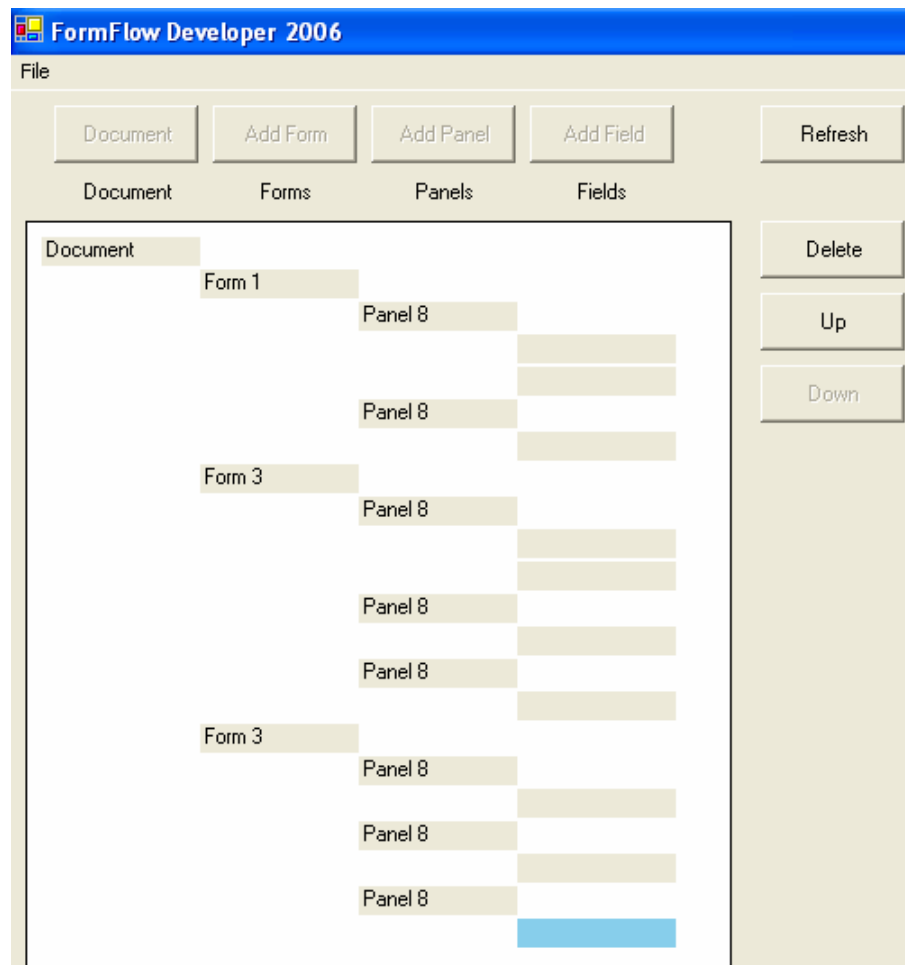 FormFlow Developer 2006
File
Document Add Form Add Panel Add Field Refresh
Document Forms Panels Fields
Document Delete
Form 1
Panel 8 Up
Panel 8 Down
Form 3
Panel 8
Panel 8
Panel 8
Form 3
Panel 8
Panel 8
Panel 8